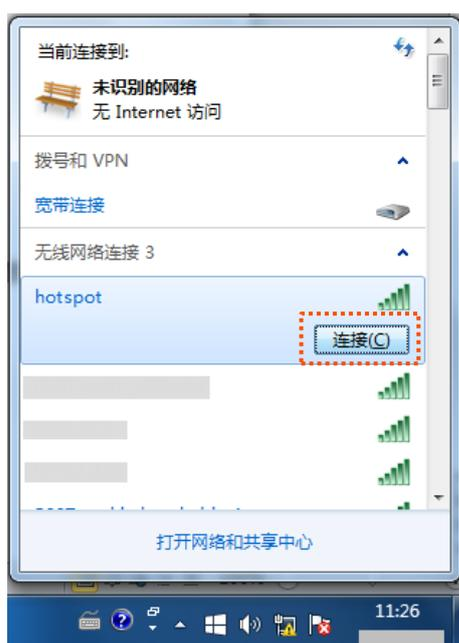 当前连接到:
未识别的网络
无 Internet 访问
拨号和 VPN
宽带连接
无线网络连接 3
hotspot
连接(C)
打开网络和共享中心
11:26